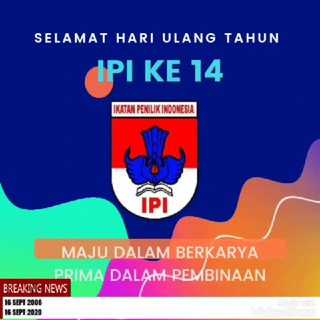 SELAMAT HARI ULANG TAHUN
IPI KE 14
IKATAN PENILIK INDONESIA
IPI
MAJU DALAM BERKARYA
PRIMA DALAM PEMBINAAN
BREAKING NEWS
16 SEPT 2006
16 SEPT 2020